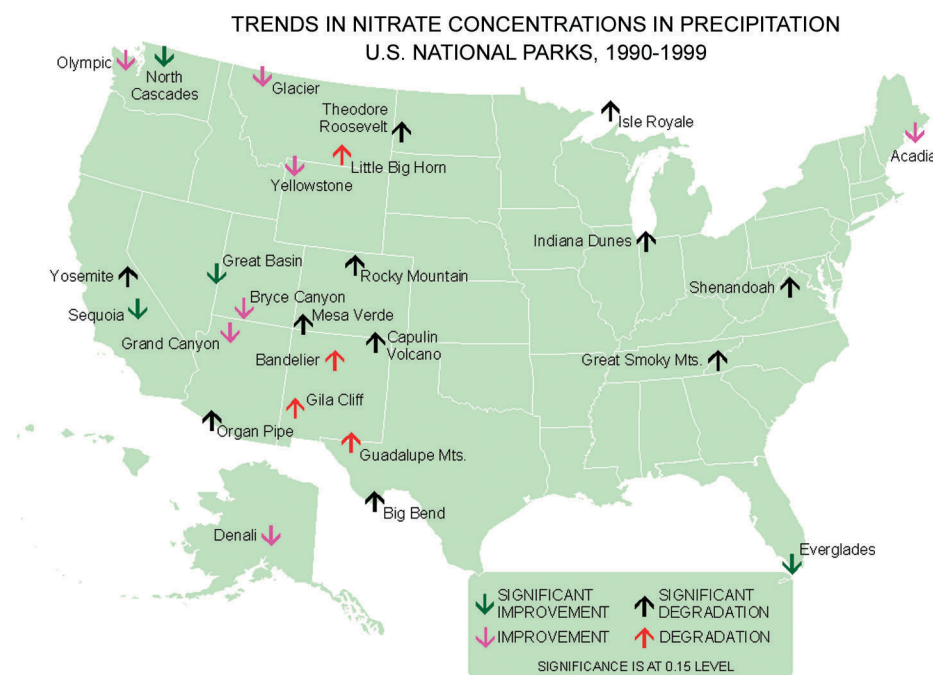 TRENDS IN NITRATE CONCENTRATIONS IN PRECIPITATION
U.S. NATIONAL PARKS, 1990-1999
Olympic
North
Cascades
Glacier
Theodore
Roosevelt
Isle Royale
Acadia
Little Big Horn
Yellowstone
Indiana Dunes
Great Basin
Yosemite
Rocky Mountain
Shenandoah
Bryce Canyon
Sequoia
Mesa Verde
Grand Canyon
Capulin
Volcano
Bandelier
Great Smoky Mts.
Gila Cliff
Organ Pipe
Guadalupe Mts.
Big Bend
Denali
Everglades
SIGNIFICANT
IMPROVEMENT
SIGNIFICANT
DEGRADATION
IMPROVEMENT
DEGRADATION
SIGNIFICANCE IS AT 0.15 LEVEL